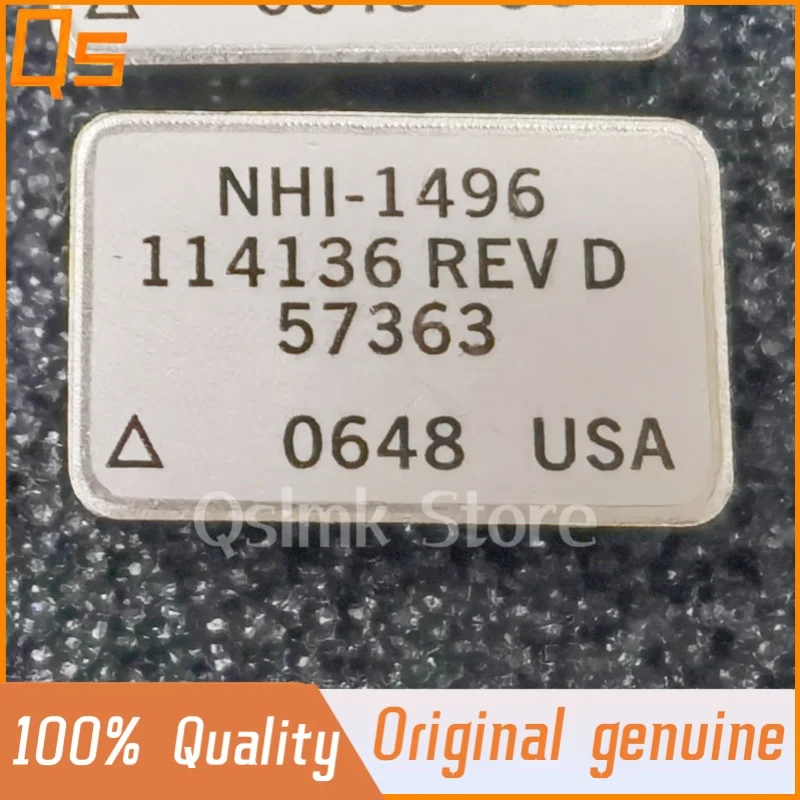 QS
NHI-1496
114136 REV D
57363
△ 0648 USA
Qslmk Store
100% Quality
Original genuine